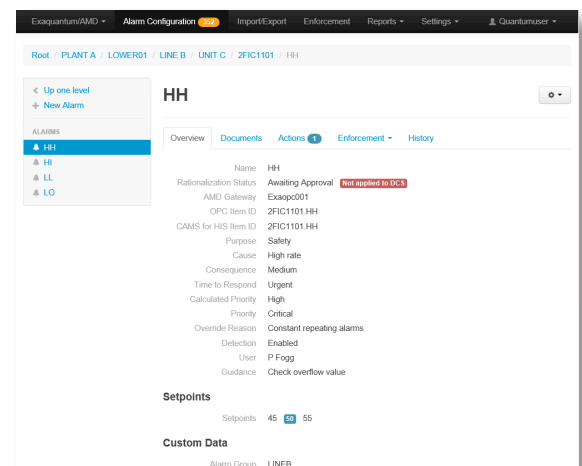 Exaquantum/AMD Alarm Configuration 352 Import/Export Enforcement Reports Settings Quantumuser
Root / PLANT A / LOWER01 / LINE B / UNIT C / 2FIC1101 / HH
Up one level
New Alarm
ALARMS
HH
HI
LL
LO
HH
Overview Documents Actions 1 Enforcement History
Name HH
Rationalization Status Awaiting Approval Not applied to DCS
AMD Gateway Exaopc001
OPC Item ID 2FIC1101.HH
CAMS for HIS Item ID 2FIC1101.HH
Purpose Safety
Cause High rate
Consequence Medium
Time to Respond Urgent
Calculated Priority High
Priority Critical
Override Reason Constant repeating alarms
Detection Enabled
User P Fogg
Guidance Check overflow value
Setpoints
Setpoints 45 50 55
Custom Data
Alarm Group LINEB